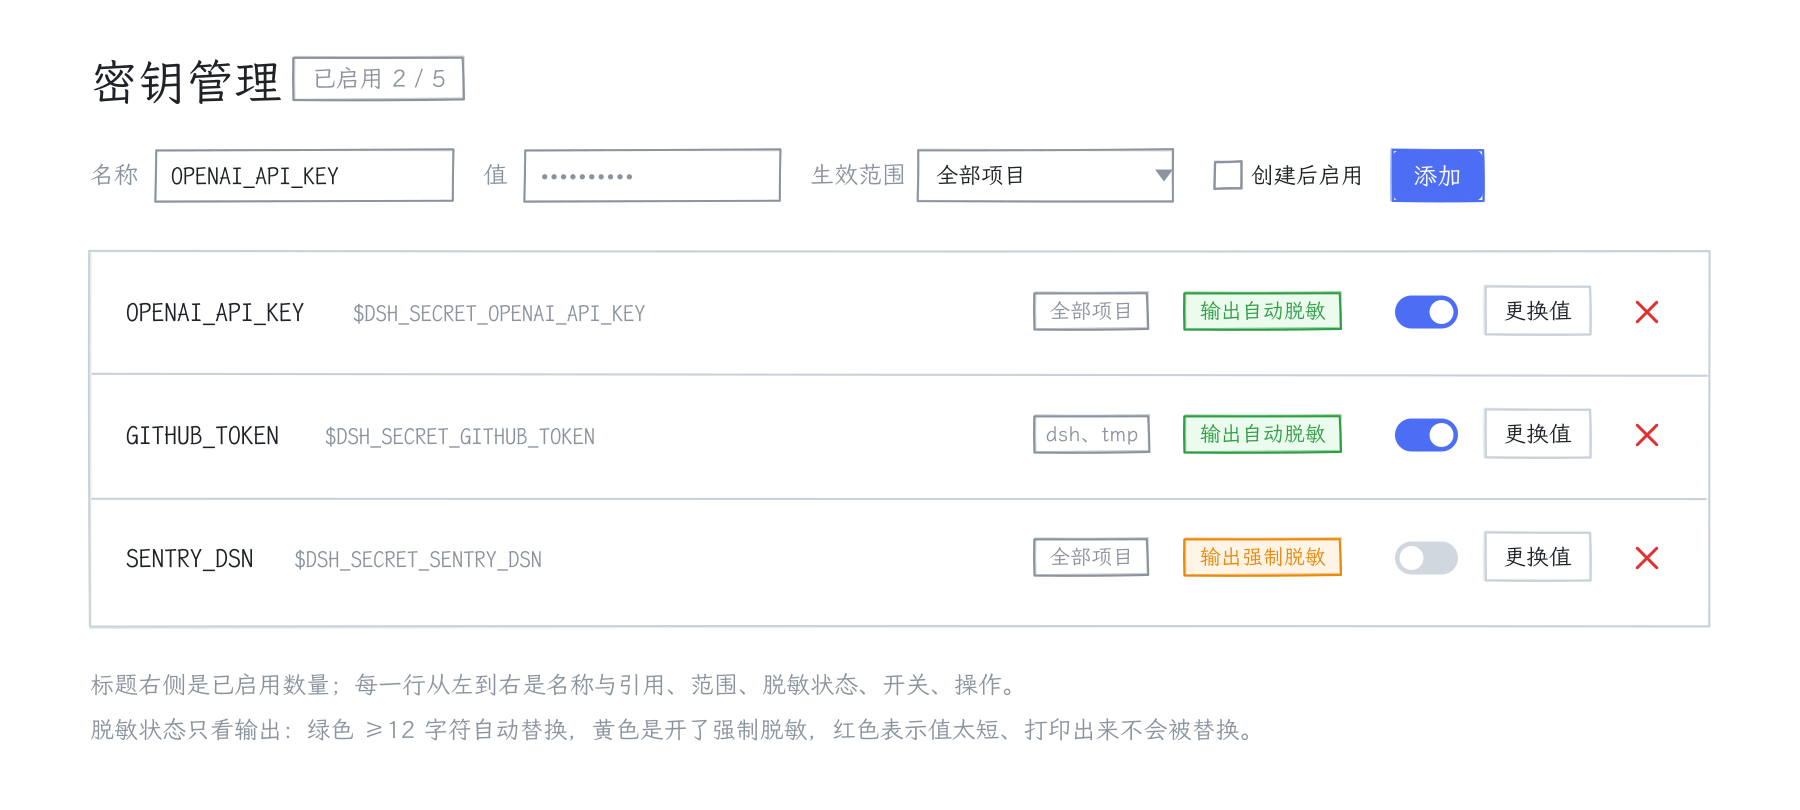 密钥管理 已启用 2 / 5
名称 OPENAI_API_KEY 值 •••••••••• 生效范围 全部项目 创建后启用 添加
OPENAI_API_KEY $DSH_SECRET_OPENAI_API_KEY 全部项目 输出自动脱敏 更换值
GITHUB_TOKEN $DSH_SECRET_GITHUB_TOKEN dsh、tmp 输出自动脱敏 更换值
SENTRY_DSN $DSH_SECRET_SENTRY_DSN 全部项目 输出强制脱敏 更换值
标题右侧是已启用数量；每一行从左到右是名称与引用、范围、脱敏状态、开关、操作。
脱敏状态只看输出：绿色 ≥12 字符自动替换，黄色是开了强制脱敏，红色表示值太短、打印出来不会被替换。